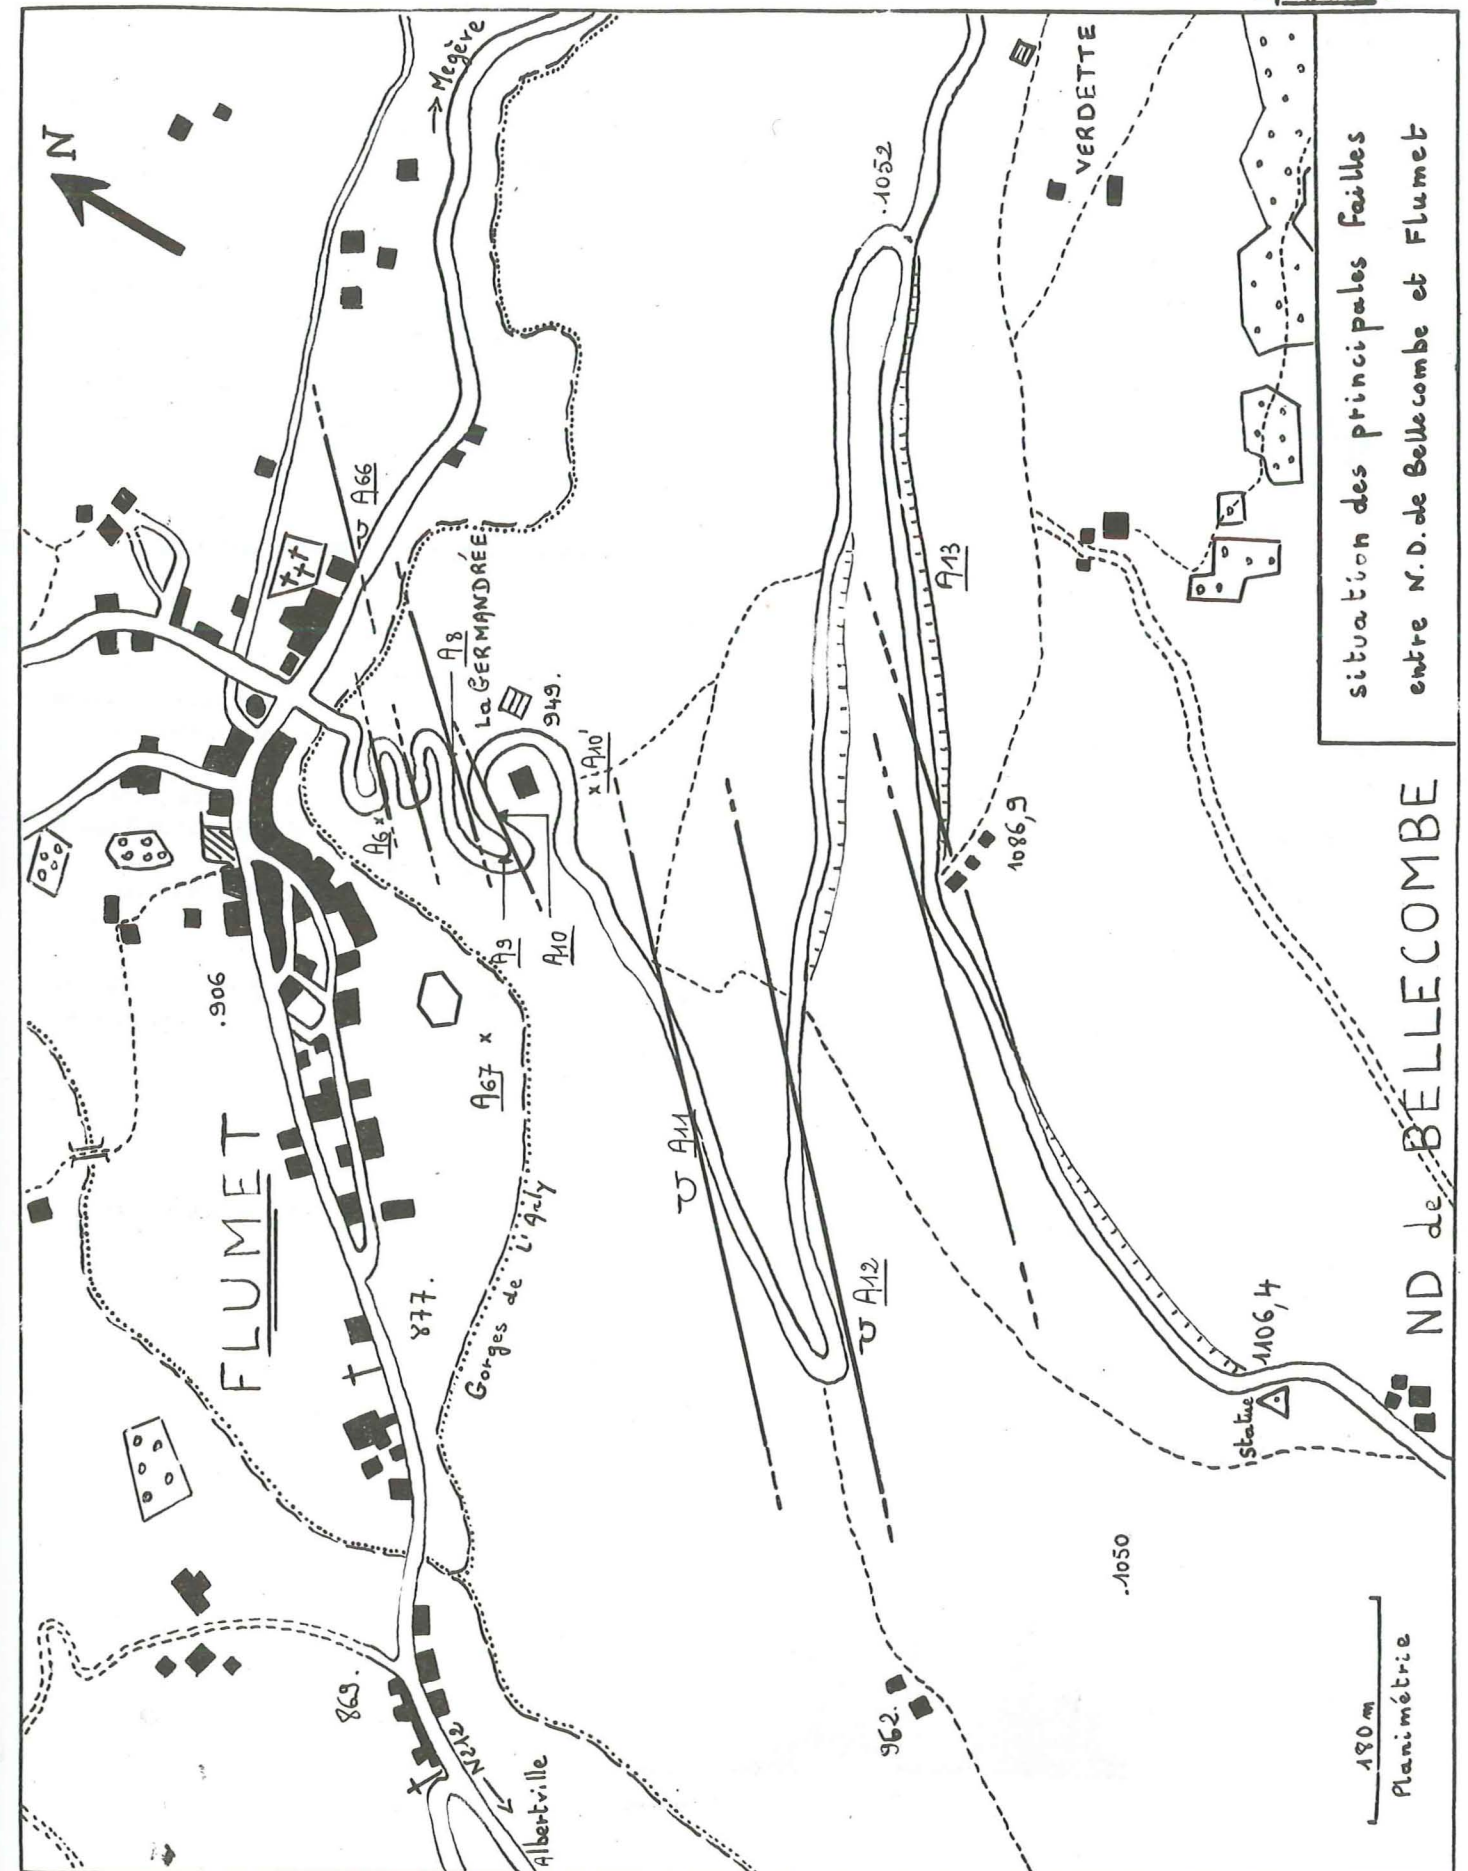 situation des principales failles
entre N.D. de Bellecombe et Flumet
N
→ Megève
VERDETTE
.1052
A66
A13
A8
La GERMANDRÉE
949.
A10'
A6
1086,9
A9
A10
.906
A67
A11
FLUMET
Gorges de l'Arly
877.
A12
ND de BELLECOMBE
1106,4
Statue
.1050
869.
N212
Albertville
962.
180 m
Planimétrie